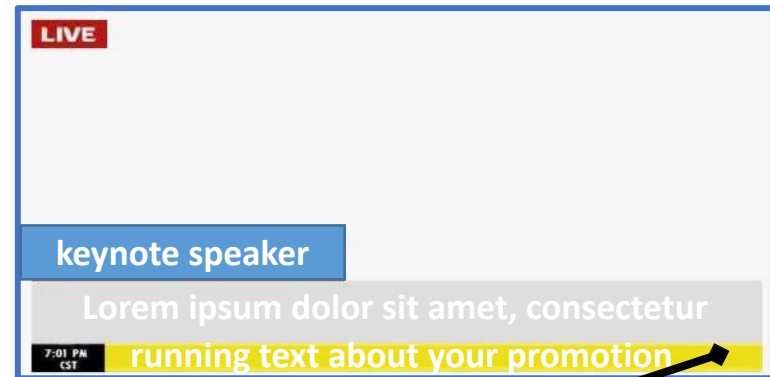 LIVE
keynote speaker
Lorem ipsum dolor sit amet, consectetur
7:01 PM
CST
running text about your promotion